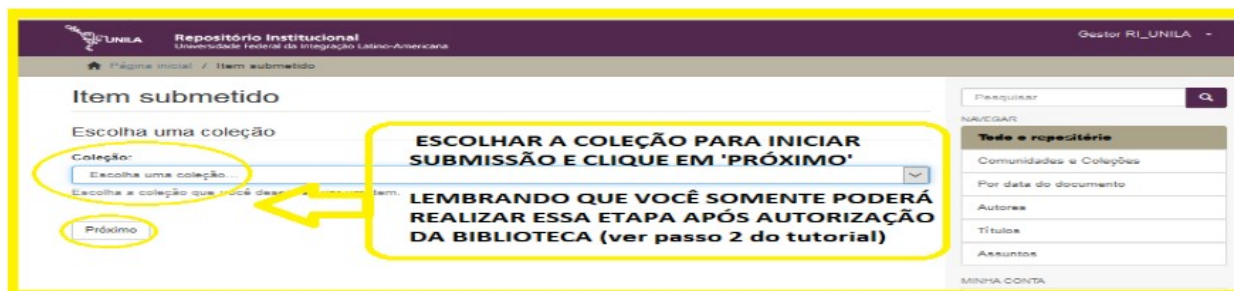 UNILA
Repositório Institucional
Universidade Federal da Integração Latino-Americana
Gestor RI_UNILA
Página inicial / Item submetido
Item submetido
Escolha uma coleção
Coleção:
Escolha uma coleção...
Escolha a coleção que você
um item.
Próximo
ESCOLHAR A COLEÇÃO PARA INICIAR
SUBMISSÃO E CLIQUE EM 'PRÓXIMO'
LEMBRANDO QUE VOCÊ SOMENTE PODERÁ
REALIZAR ESSA ETAPA APÓS AUTORIZAÇÃO
DA BIBLIOTECA (ver passo 2 do tutorial)
Pesquisar
NAVEGAR
Todo o repositório
Comunidades e Coleções
Por data do documento
Autores
Títulos
Assuntos
MINHA CONTA